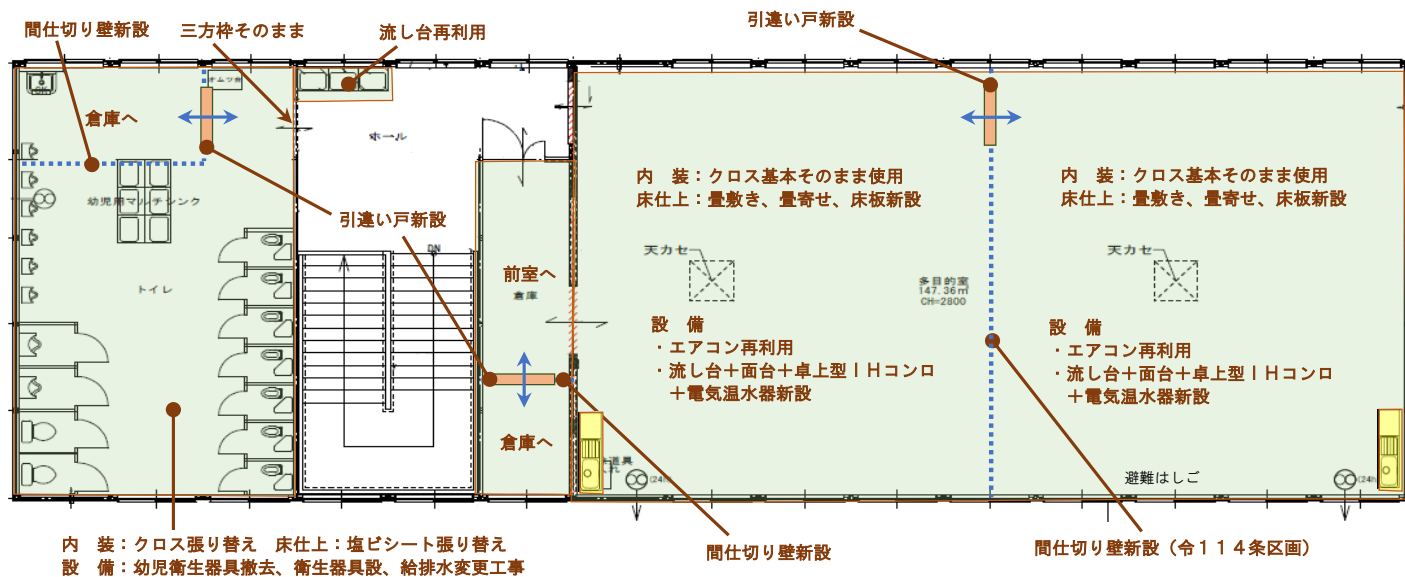 間仕切り壁新設
三方枠そのまま
流し台再利用
引違い戸新設
オムツ台
倉庫へ
ホール
幼児用マルチシンク
引違い戸新設
DN
トイレ
前室へ
倉庫
倉庫へ
内　装：クロス基本そのまま使用
床仕上：畳敷き、畳寄せ、床板新設
天カセ
多目的室
147.36㎡
CH=2800
設　備
・エアコン再利用
・流し台＋面台＋卓上型ＩＨコンロ
＋電気温水器新設
内　装：クロス基本そのまま使用
床仕上：畳敷き、畳寄せ、床板新設
天カセ
設　備
・エアコン再利用
・流し台＋面台＋卓上型ＩＨコンロ
＋電気温水器新設
道具
れ
(24h)
避難はしご
(24h)
間仕切り壁新設
間仕切り壁新設（令１１４条区画）
内　装：クロス張り替え　床仕上：塩ビシート張り替え
設　備：幼児衛生器具撤去、衛生器具設、給排水変更工事